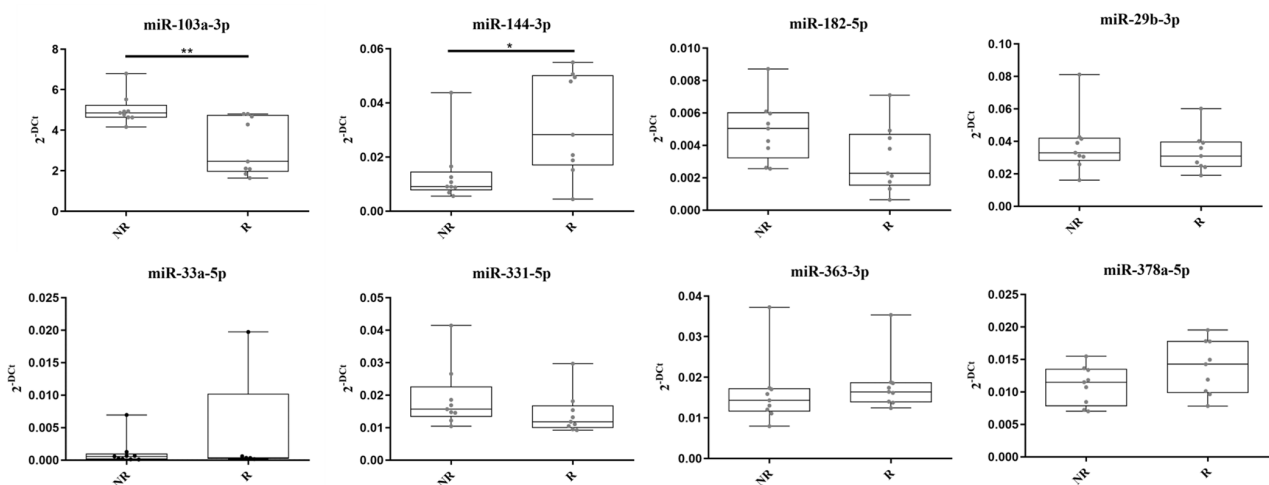 miR-103a-3p
8
6
4
2
0
2^-DCt
**
NR
R
miR-144-3p
0.06
0.04
0.02
0.00
2^-DCt
*
NR
R
miR-182-5p
0.010
0.008
0.006
0.004
0.002
0.000
2^-DCt
NR
R
miR-29b-3p
0.10
0.08
0.06
0.04
0.02
0.00
2^-DCt
NR
R
miR-33a-5p
0.025
0.020
0.015
0.010
0.005
0.000
2^-DCt
NR
R
miR-331-5p
0.05
0.04
0.03
0.02
0.01
0.00
2^-DCt
NR
R
miR-363-3p
0.04
0.03
0.02
0.01
0.00
2^-DCt
NR
R
miR-378a-5p
0.025
0.020
0.015
0.010
0.005
0.000
2^-DCt
NR
R